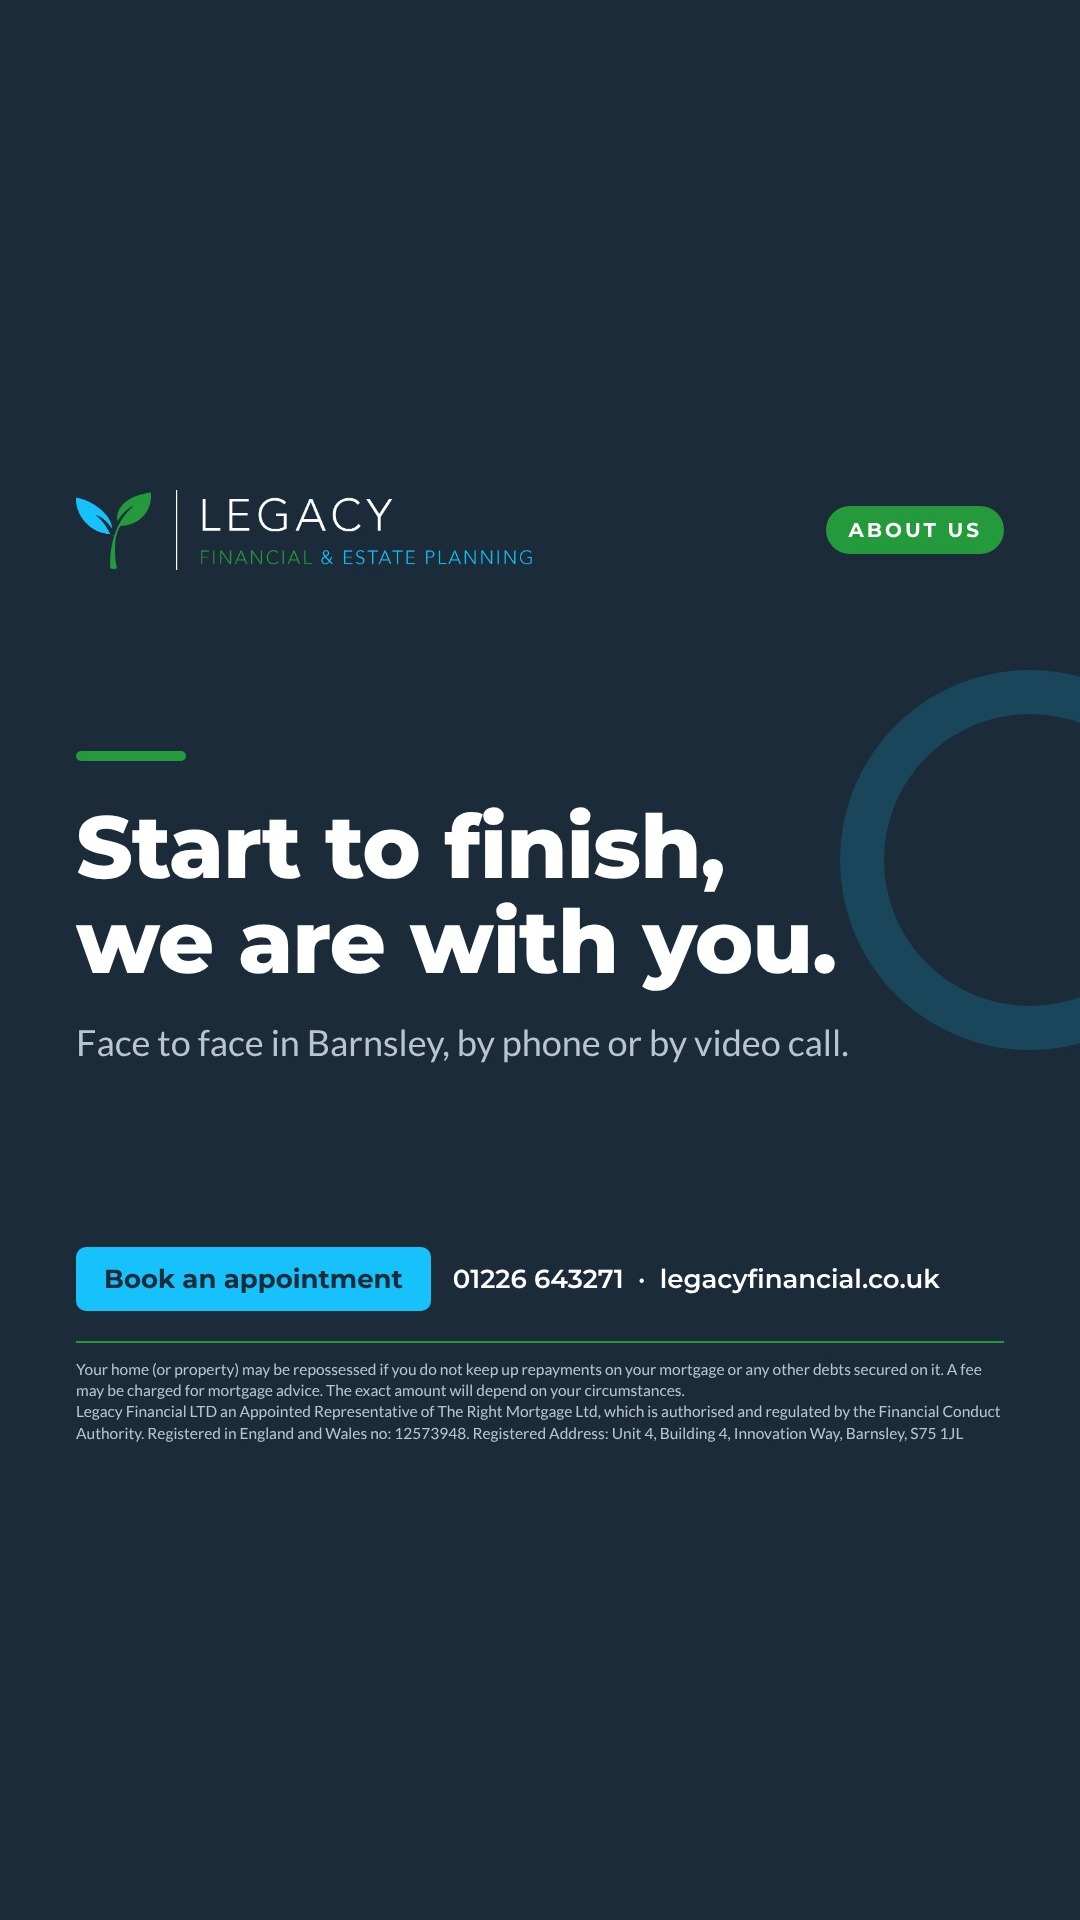 LEGACY
FINANCIAL & ESTATE PLANNING
ABOUT US
Start to finish,
we are with you.
Face to face in Barnsley, by phone or by video call.
Book an appointment
01226 643271 · legacyfinancial.co.uk
Your home (or property) may be repossessed if you do not keep up repayments on your mortgage or any other debts secured on it. A fee
may be charged for mortgage advice. The exact amount will depend on your circumstances.
Legacy Financial LTD an Appointed Representative of The Right Mortgage Ltd, which is authorised and regulated by the Financial Conduct
Authority. Registered in England and Wales no: 12573948. Registered Address: Unit 4, Building 4, Innovation Way, Barnsley, S75 1JL